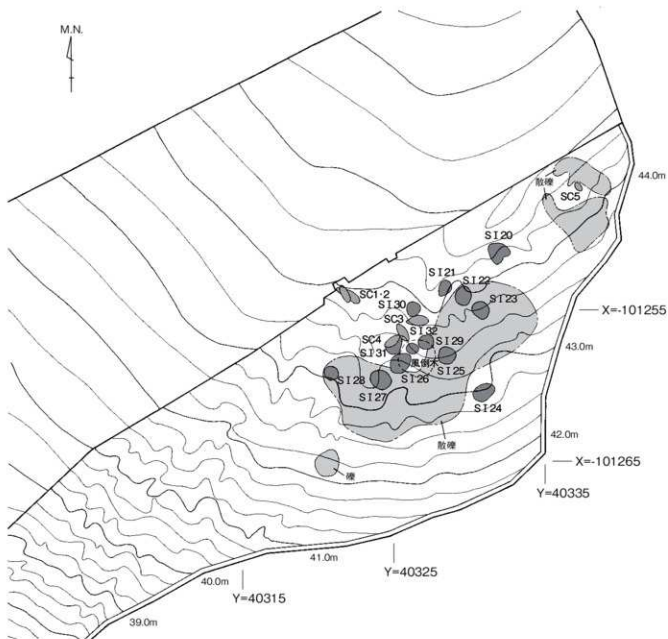 M.N.
44.0m
散礫
SC5
SI20
SI21
SI22
SC1・2
SI30
SI23
X=-101255
SC3
SI32
SC4
SI29
43.0m
SI31
風倒木
SI25
SI28
SI26
SI27
SI24
42.0m
散礫
礫
X=-101265
Y=40335
41.0m
Y=40325
40.0m
Y=40315
39.0m